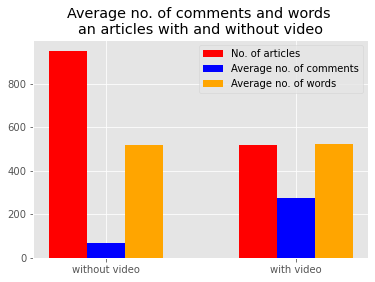 Average no. of comments and words
an articles with and without video
No. of articles
Average no. of comments
Average no. of words
800
600
400
200
0
without video
with video